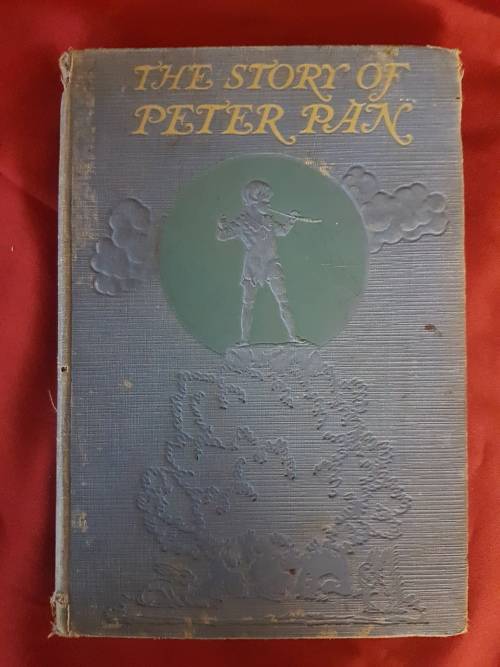 THE STORY OF
PETER PAN